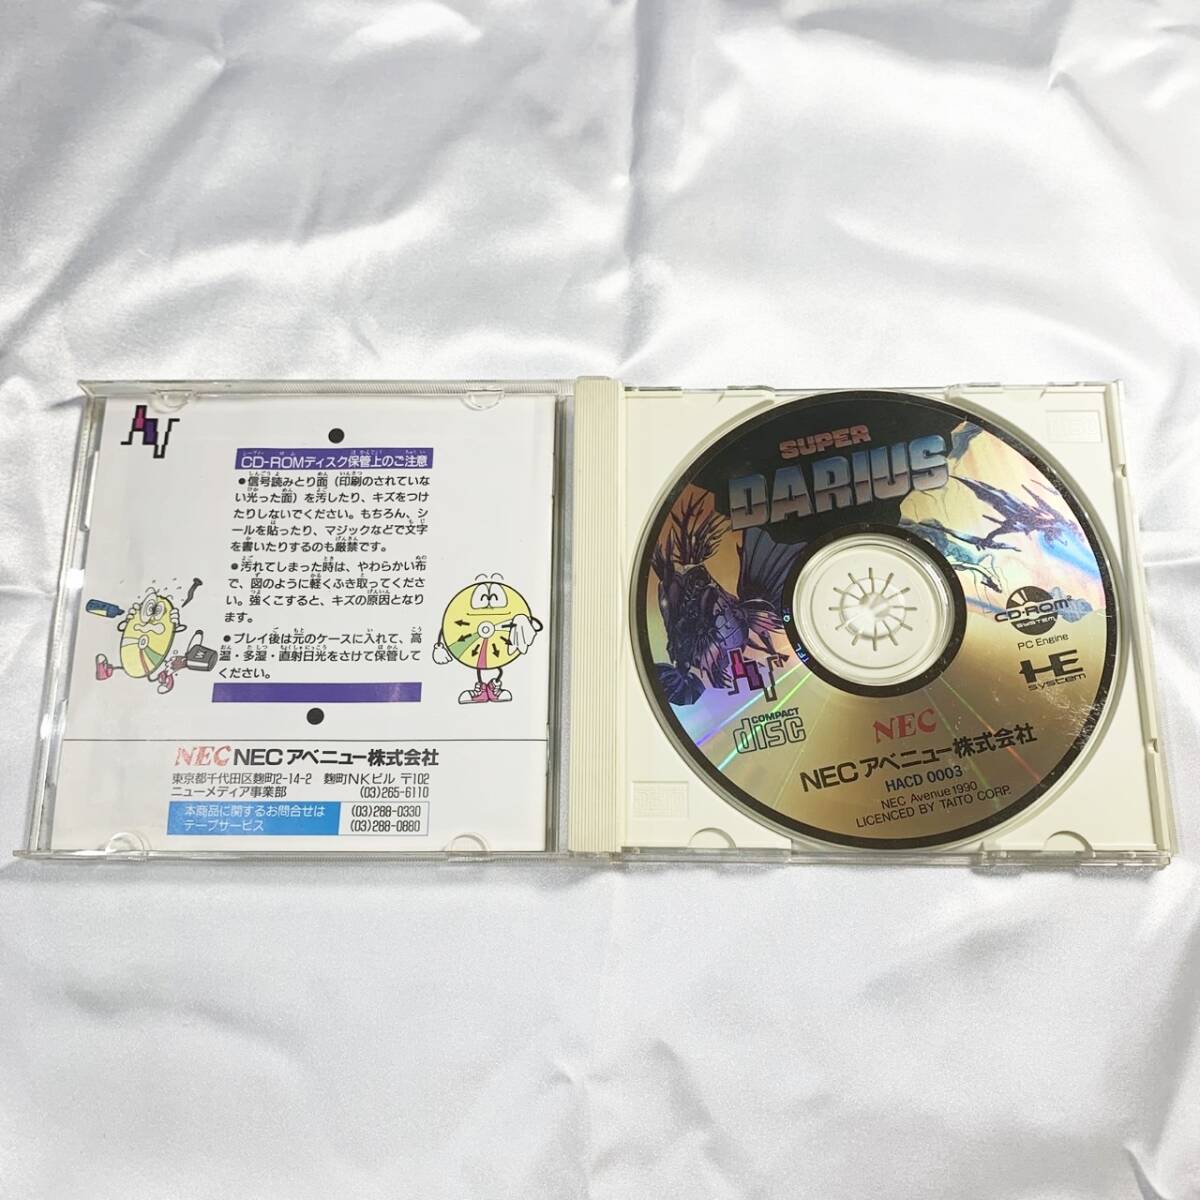 CD-ROMディスク保管上のご注意
●信号読みとり面(印刷のされていな
い光った面)を汚したり、キズをつけ
たりしないでください。もちろん、シ
ールを貼ったり、マジックなどで文字
を書いたりするのも厳禁です。
●汚れてしまった時は、やわらかい布
で、図のように軽くふき取ってくださ
い。強くこすると、キズの原因となり
ます。
●プレイ後は元のケースに入れて、高
温・多湿・直射日光をさけて保管して
ください。
NEC NECアベニュー株式会社
東京都千代田区麹町2-14-2 麹町NKビル 〒102
ニューメディア事業部 (03)265-6110
本商品に関するお問合せは (03)288-0330
テープサービス (03)288-0880
SUPER
DARIUS
CD-ROM²
SYSTEM
PC Engine
HE
SYSTEM
COMPACT
disc
NEC
NECアベニュー株式会社
HACD 0003
NEC Avenue 1990
LICENCED BY TAITO CORP.